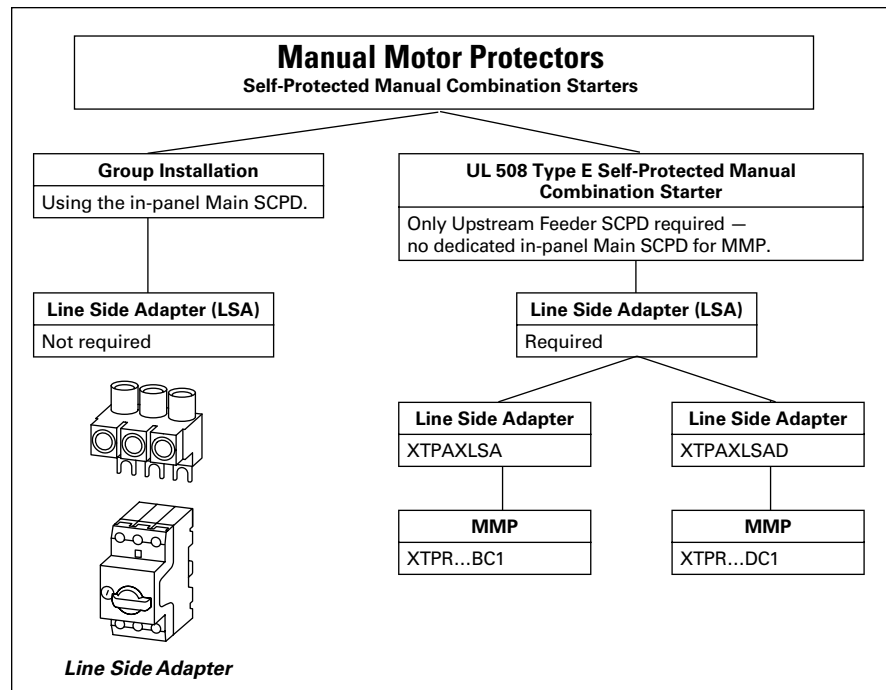 Manual Motor Protectors
Self-Protected Manual Combination Starters
Group Installation
Using the in-panel Main SCPD.
Line Side Adapter (LSA)
Not required
UL 508 Type E Self-Protected Manual
Combination Starter
Only Upstream Feeder SCPD required —
no dedicated in-panel Main SCPD for MMP.
Line Side Adapter (LSA)
Required
Line Side Adapter
XTPAXLSA
MMP
XTPR...BC1
Line Side Adapter
XTPAXLSAD
MMP
XTPR...DC1
Line Side Adapter